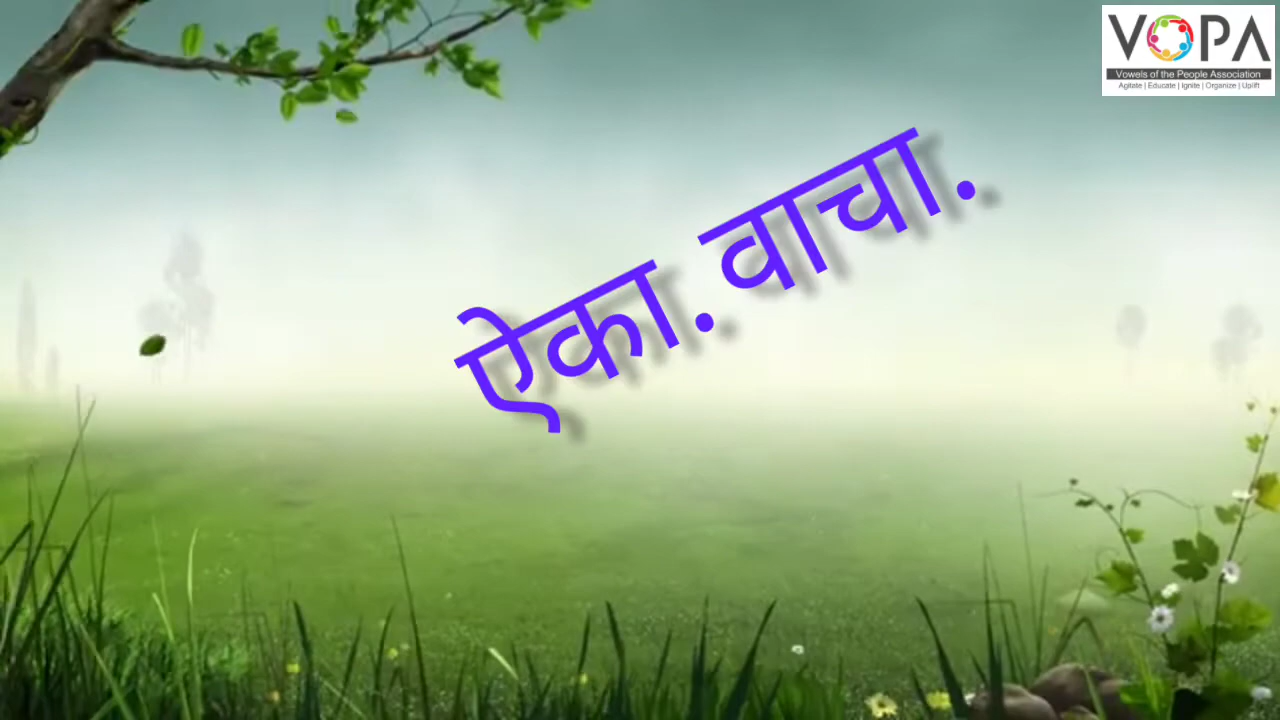 VOPA
Vowels of the People Association
Agitate | Educate | Ignite | Organize | Uplift
ऐका. वाचा.